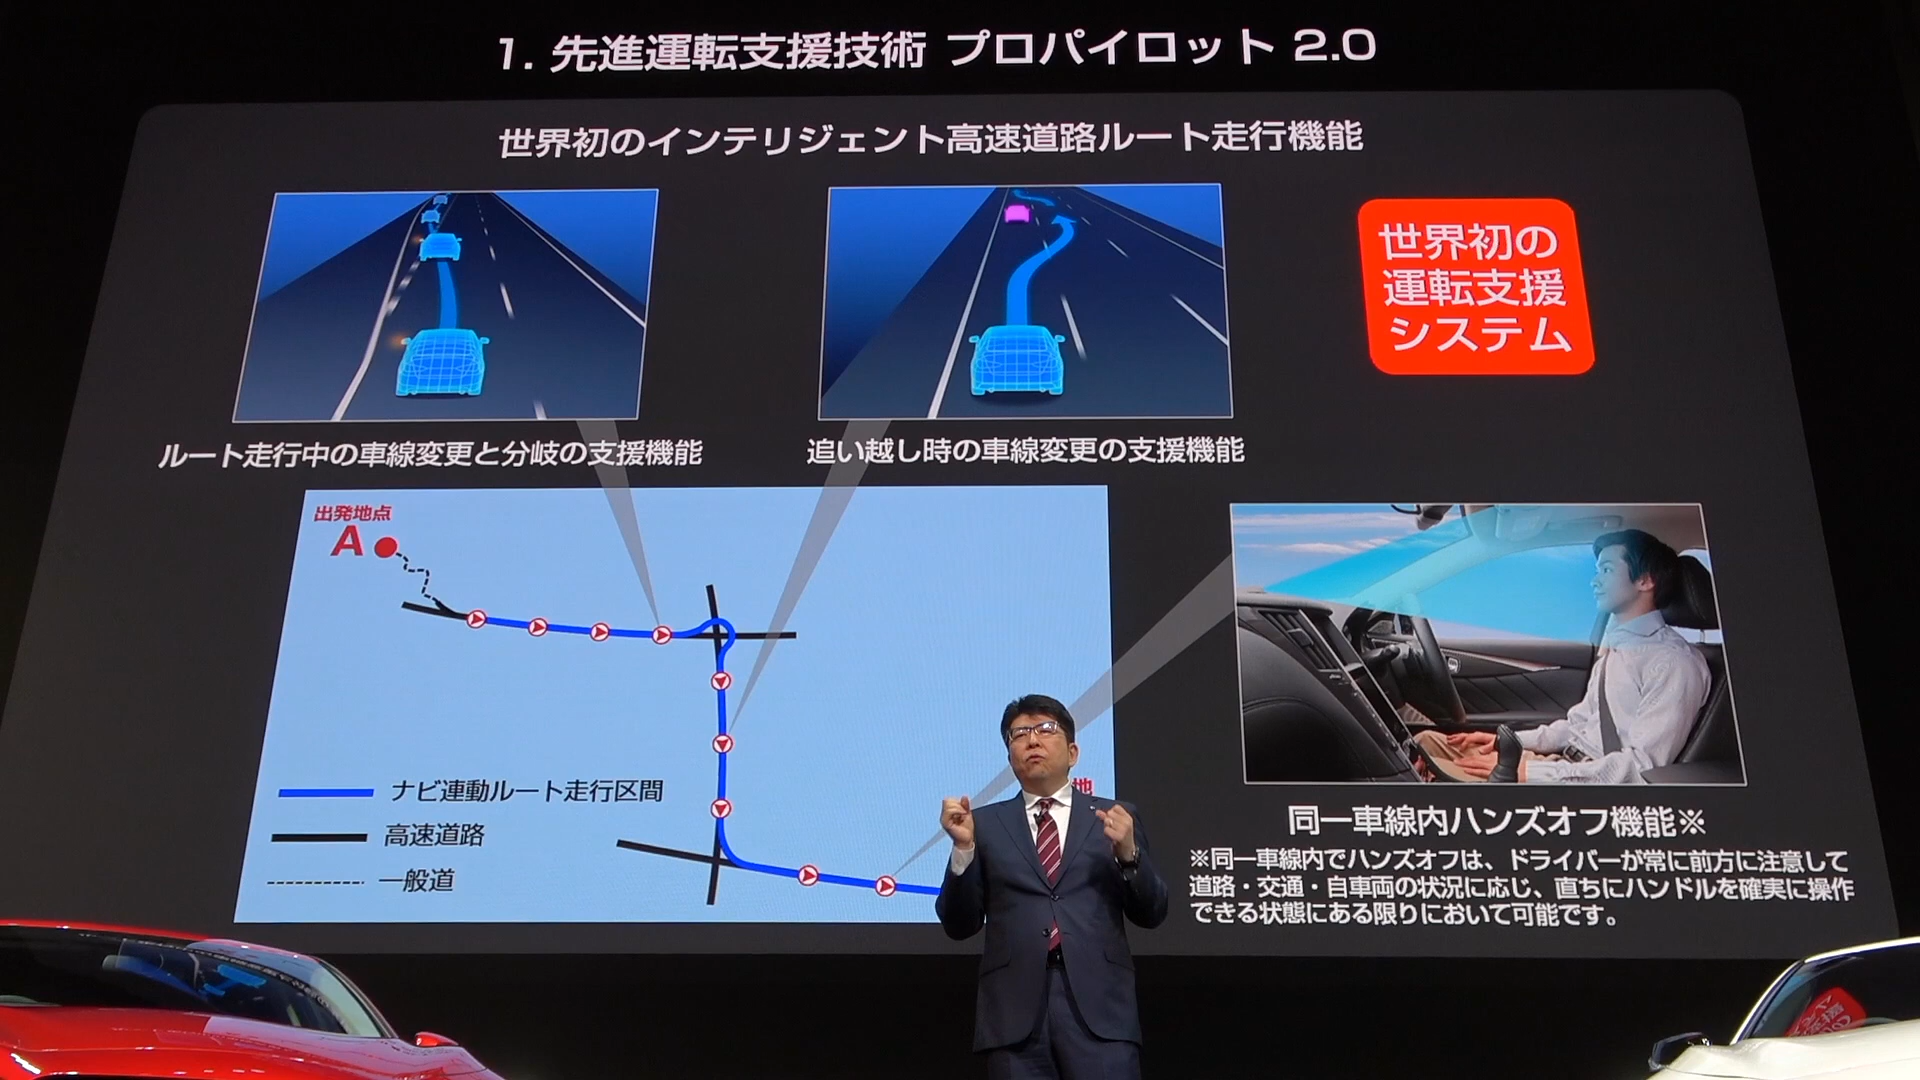 1. 先進運転支援技術 プロパイロット 2.0
世界初のインテリジェント高速道路ルート走行機能
世界初の
運転支援
システム
ルート走行中の車線変更と分岐の支援機能
追い越し時の車線変更の支援機能
出発地点
A
地
ナビ連動ルート走行区間
高速道路
一般道
同一車線内ハンズオフ機能※
※同一車線内でハンズオフは、ドライバーが常に前方に注意して
道路・交通・自車両の状況に応じ、直ちにハンドルを確実に操作
できる状態にある限りにおいて可能です。